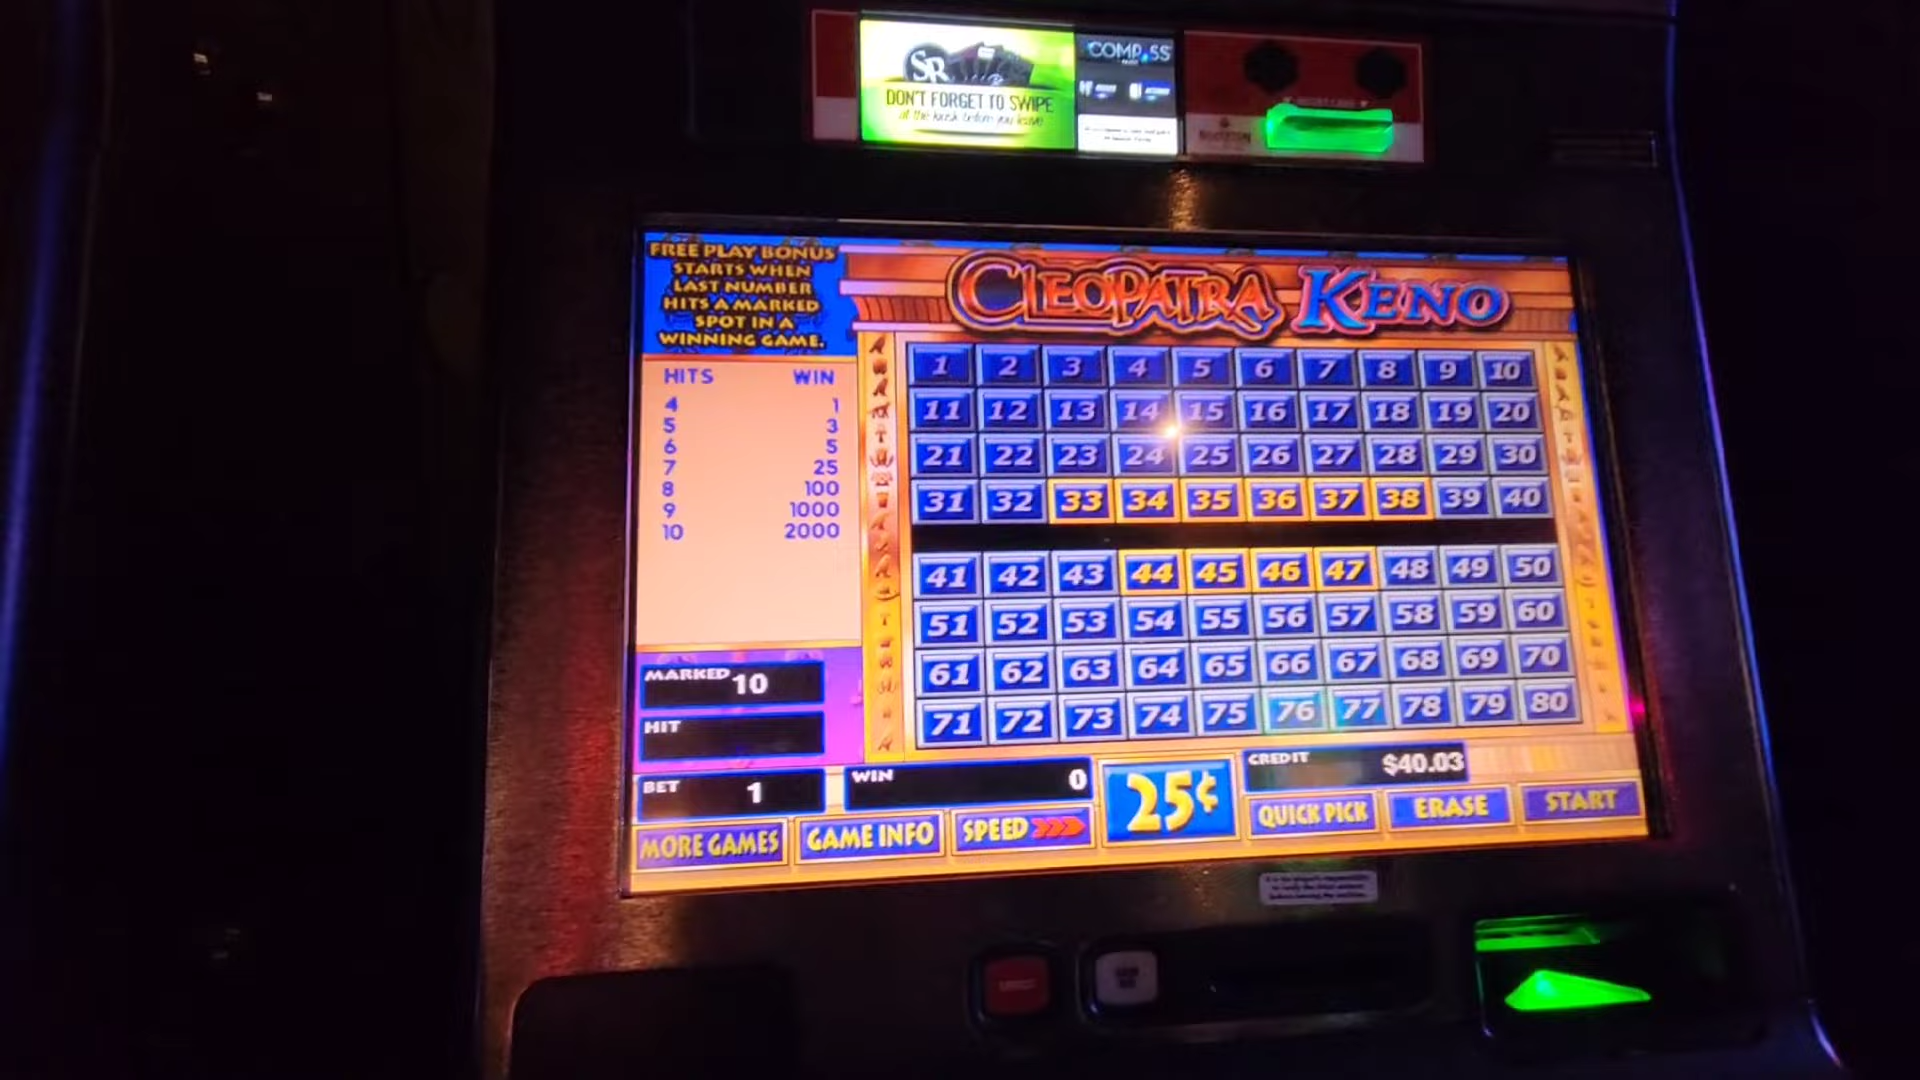 SR
DON'T FORGET TO SWIPE
at the kiosk before you leave
COMPASS
FREE PLAY BONUS
STARTS WHEN
LAST NUMBER
HITS A MARKED
SPOT IN A
WINNING GAME.
CLEOPATRA KENO
HITS WIN
4 1
5 3
6 5
7 25
8 100
9 1000
10 2000
1 2 3 4 5 6 7 8 9 10
11 12 13 14 15 16 17 18 19 20
21 22 23 24 25 26 27 28 29 30
31 32 33 34 35 36 37 38 39 40
41 42 43 44 45 46 47 48 49 50
51 52 53 54 55 56 57 58 59 60
61 62 63 64 65 66 67 68 69 70
71 72 73 74 75 76 77 78 79 80
MARKED 10
HIT
BET 1
WIN 0
25¢
CREDIT $40.03
MORE GAMES
GAME INFO
SPEED
QUICK PICK
ERASE
START